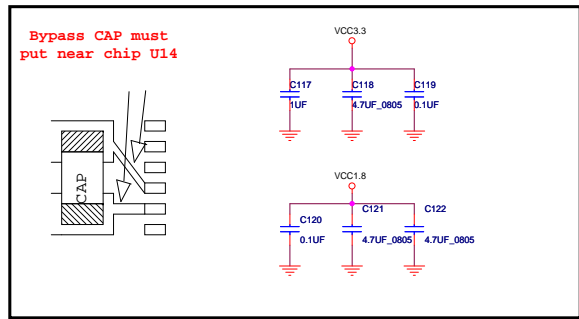 Bypass CAP must
put near chip U14
CAP
VCC3.3
C117
1UF
C118
4.7UF_0805
C119
0.1UF
VCC1.8
C120
0.1UF
C121
4.7UF_0805
C122
4.7UF_0805